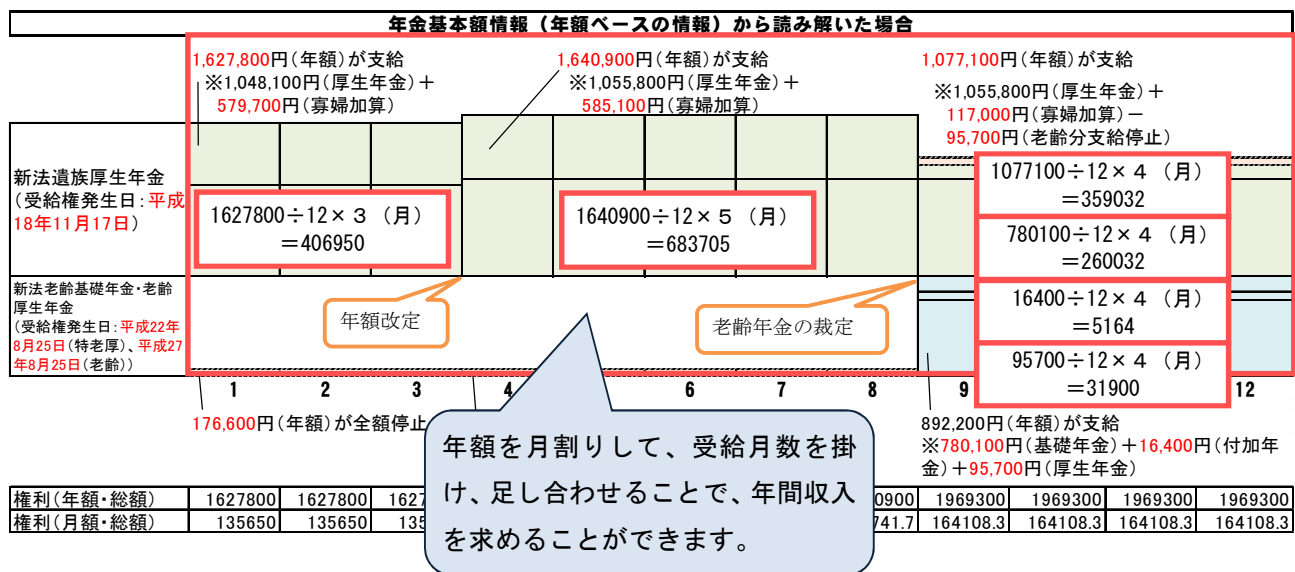 年金基本額情報（年額ベースの情報）から読み解いた場合
1,627,800円（年額）が支給
※1,048,100円（厚生年金）＋
579,700円（寡婦加算）
1,640,900円（年額）が支給
※1,055,800円（厚生年金）＋
585,100円（寡婦加算）
1,077,100円（年額）が支給
※1,055,800円（厚生年金）＋
117,000円（寡婦加算）－
95,700円（老齢分支給停止）
新法遺族厚生年金
（受給権発生日：平成
18年11月17日）
1627800÷12×３（月）
＝406950
1640900÷12×５（月）
＝683705
1077100÷12×４（月）
＝359032
780100÷12×４（月）
＝260032
16400÷12×４（月）
＝5164
95700÷12×４（月）
＝31900
新法老齢基礎年金・老齢
厚生年金
（受給権発生日：平成22年
8月25日（特老厚）、平成27
年8月25日（老齢））
年額改定
老齢年金の裁定
1 2 3 4 6 7 8 9 12
176,600円（年額）が全額停止
892,200円（年額）が支給
※780,100円（基礎年金）＋16,400円（付加年
金）＋95,700円（厚生年金）
年額を月割りして、受給月数を掛
け、足し合わせることで、年間収入
を求めることができます。
権利（年額・総額） 1627800 1627800 1627 0900 1969300 1969300 1969300 1969300
権利（月額・総額） 135650 135650 135 741.7 164108.3 164108.3 164108.3 164108.3